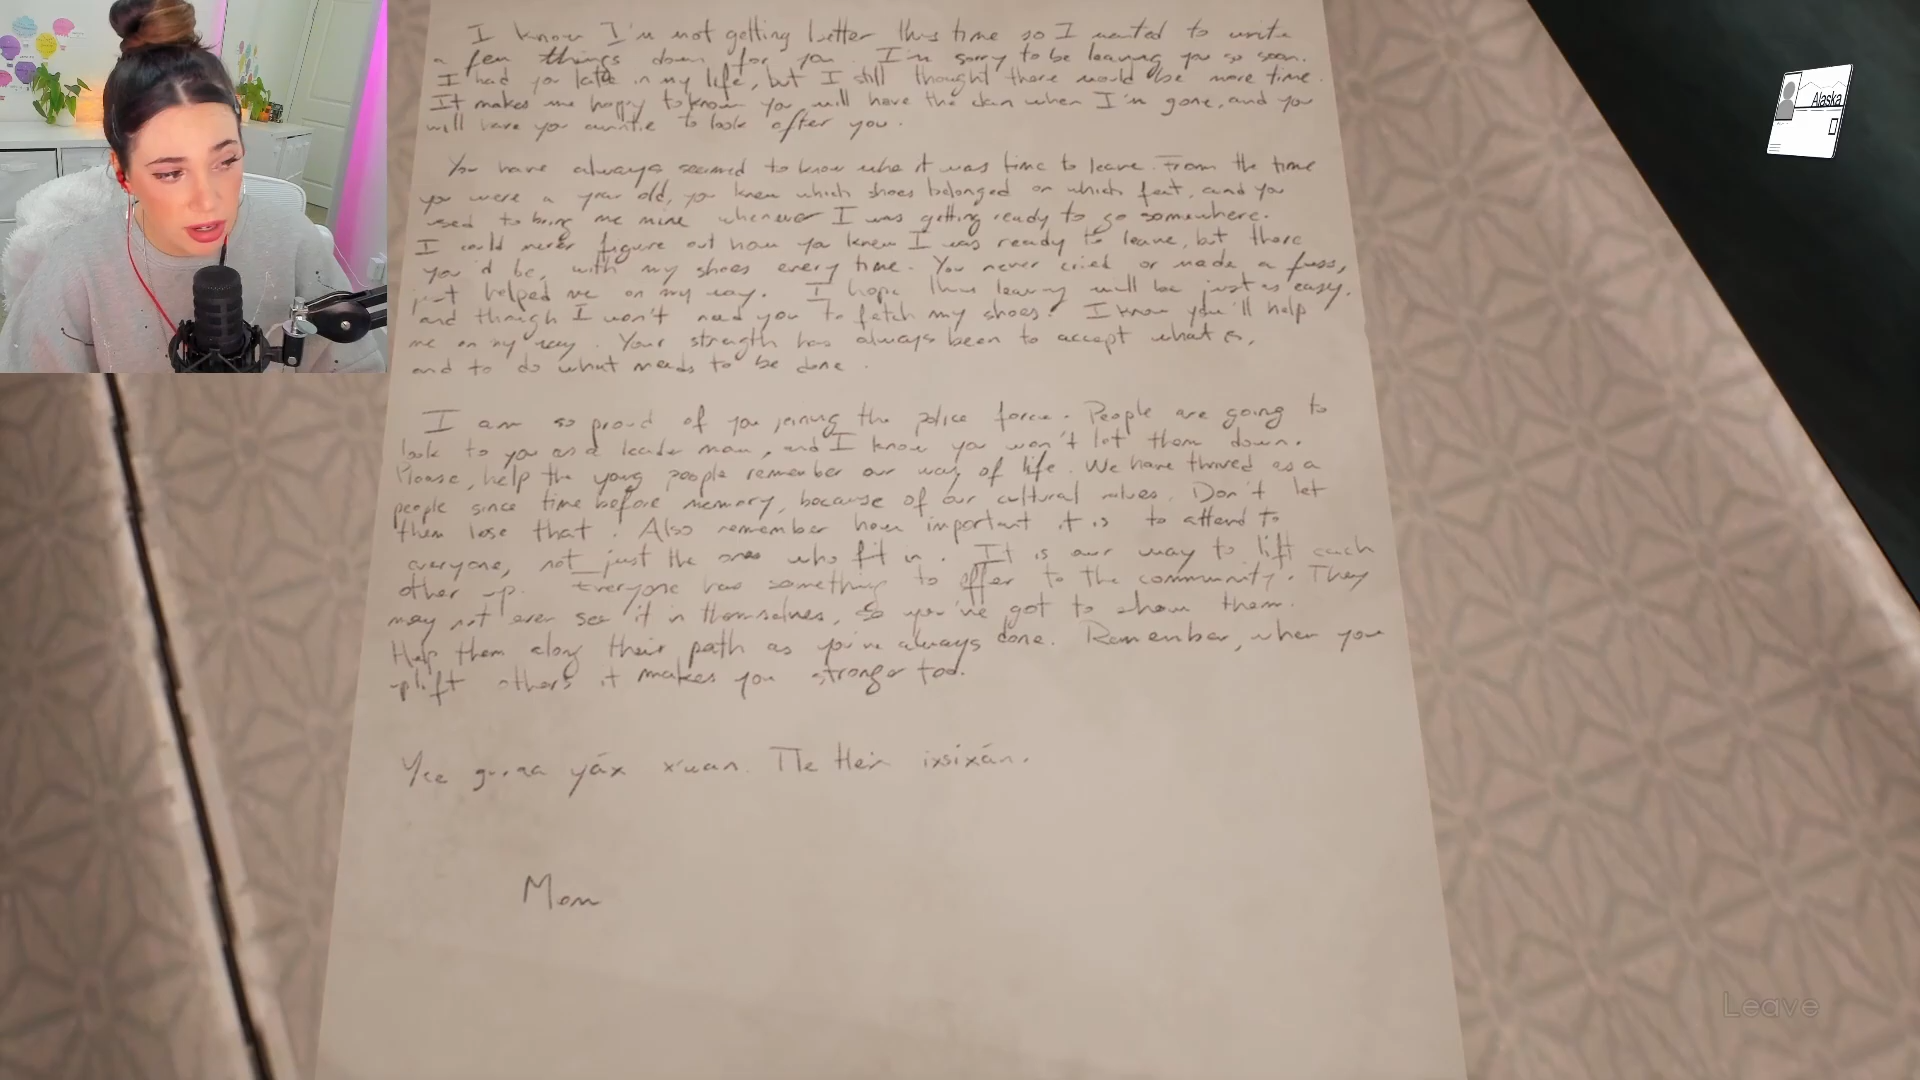 I know I'm not getting better this time so I wanted to write
a few things down for you. I'm sorry to be leaving you so soon.
I had you late in my life, but I still thought there would be more time.
It makes me happy to know you will have the clan when I'm gone, and you
will have your auntie to look after you.
You have always seemed to know when it was time to leave. From the time
you were a year old, you knew which shoes belonged on which feet, and you
used to bring me mine whenever I was getting ready to go somewhere.
I could never figure out how you knew I was ready to leave, but there
you'd be, with my shoes every time. You never cried or made a fuss,
just helped me on my way. I hope this leaving will be just as easy,
and though I won't need you to fetch my shoes! I know you'll help
me on my way. Your strength has always been to accept what is,
and to do what needs to be done.
I am so proud of you joining the police force. People are going to
look to you as a leader now, and I know you won't let them down.
Please, help the young people remember our way of life. We have thrived as a
people since time before memory, because of our cultural values. Don't let
them lose that. Also remember how important it is to attend to
everyone, not just the ones who fit in. It is our way to lift each
other up. Everyone has something to offer to the community. They
may not even see it in themselves, so you've got to show them.
Help them along their path as you've always done. Remember, when you
uplift others it makes you stronger too.
Yee yáx x'wan. ixsixán.
Mom
Alaska
Leave